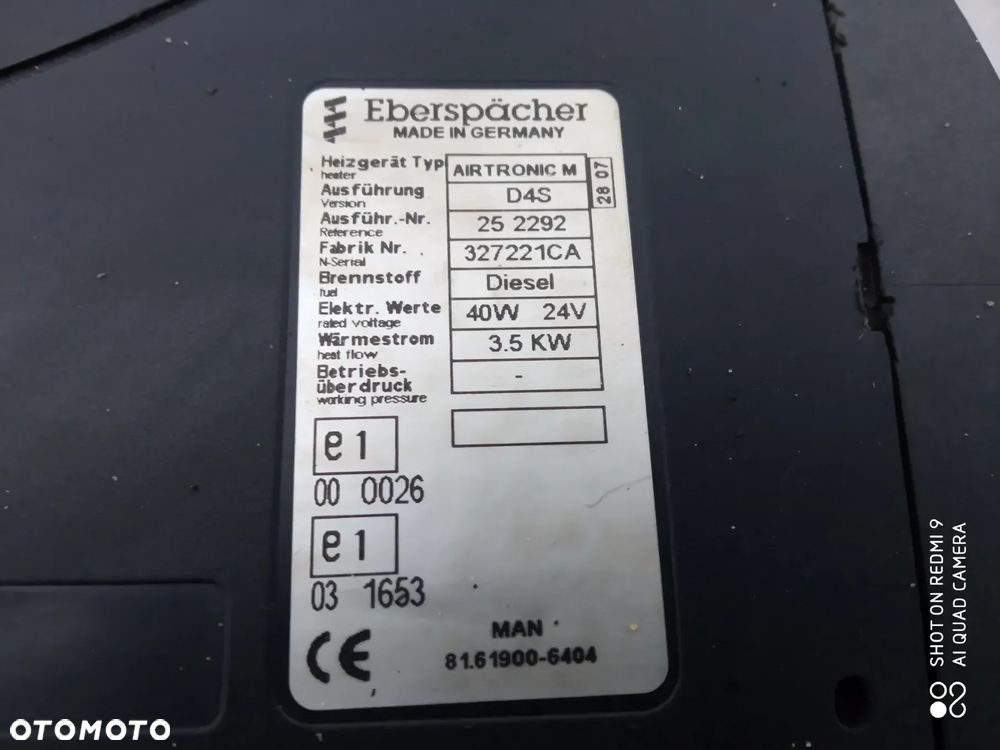 Eberspächer
MADE IN GERMANY
Heizgerät Typ AIRTRONIC M 28 07
heater
Ausführung D4S
Version
Ausführ.-Nr. 25 2292
Reference
Fabrik Nr. 327221CA
N-Serial
Brennstoff Diesel
fuel
Elektr. Werte 40W 24V
rated voltage
Wärmestrom 3.5 KW
heat flow
Betriebs-
überdruck -
working pressure
e1
00 0026
e1
03 1653
CE
MAN
81.61900-6404
SHOT ON REDMI 9
AI QUAD CAMERA
OTOMOTO